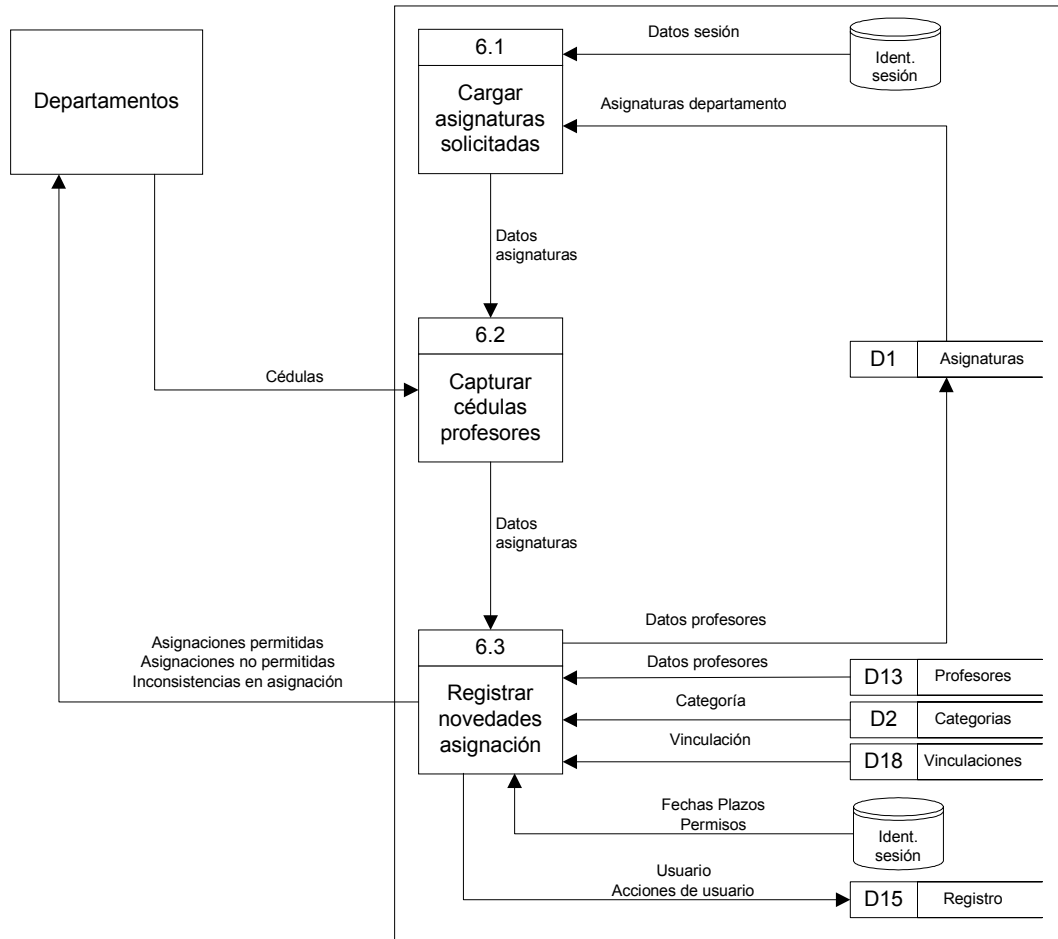 6.1
Cargar
asignaturas
solicitadas
Datos sesión
Ident.
sesión
Departamentos
Asignaturas departamento
Datos
asignaturas
6.2
Capturar
cédulas
profesores
Cédulas
D1
Asignaturas
Datos
asignaturas
6.3
Registrar
novedades
asignación
Asignaciones permitidas
Asignaciones no permitidas
Inconsistencias en asignación
Datos profesores
Datos profesores
D13
Profesores
Categoría
D2
Categorias
Vinculación
D18
Vinculaciones
Fechas Plazos
Permisos
Ident.
sesión
Usuario
Acciones de usuario
D15
Registro